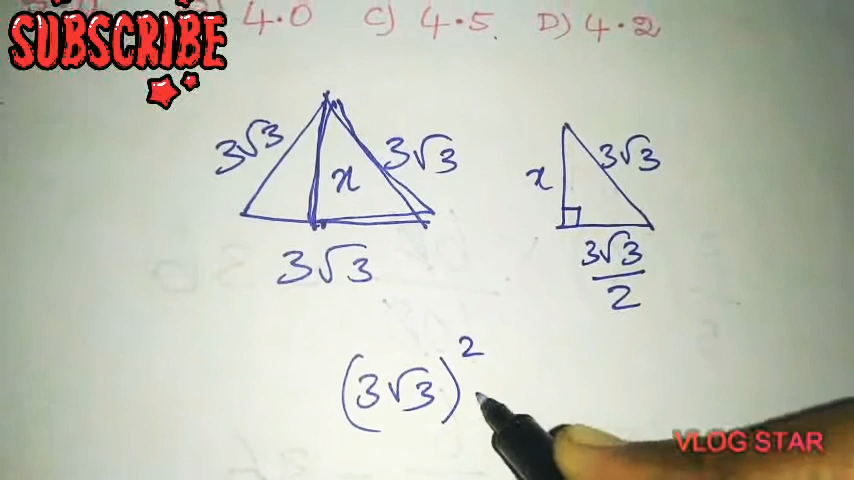 4.0 C) 4.5. D) 4.2
SUBSCRIBE
3√3 x 3√3
3√3
x 3√3
3√3/2
(3√3)²
VLOG STAR